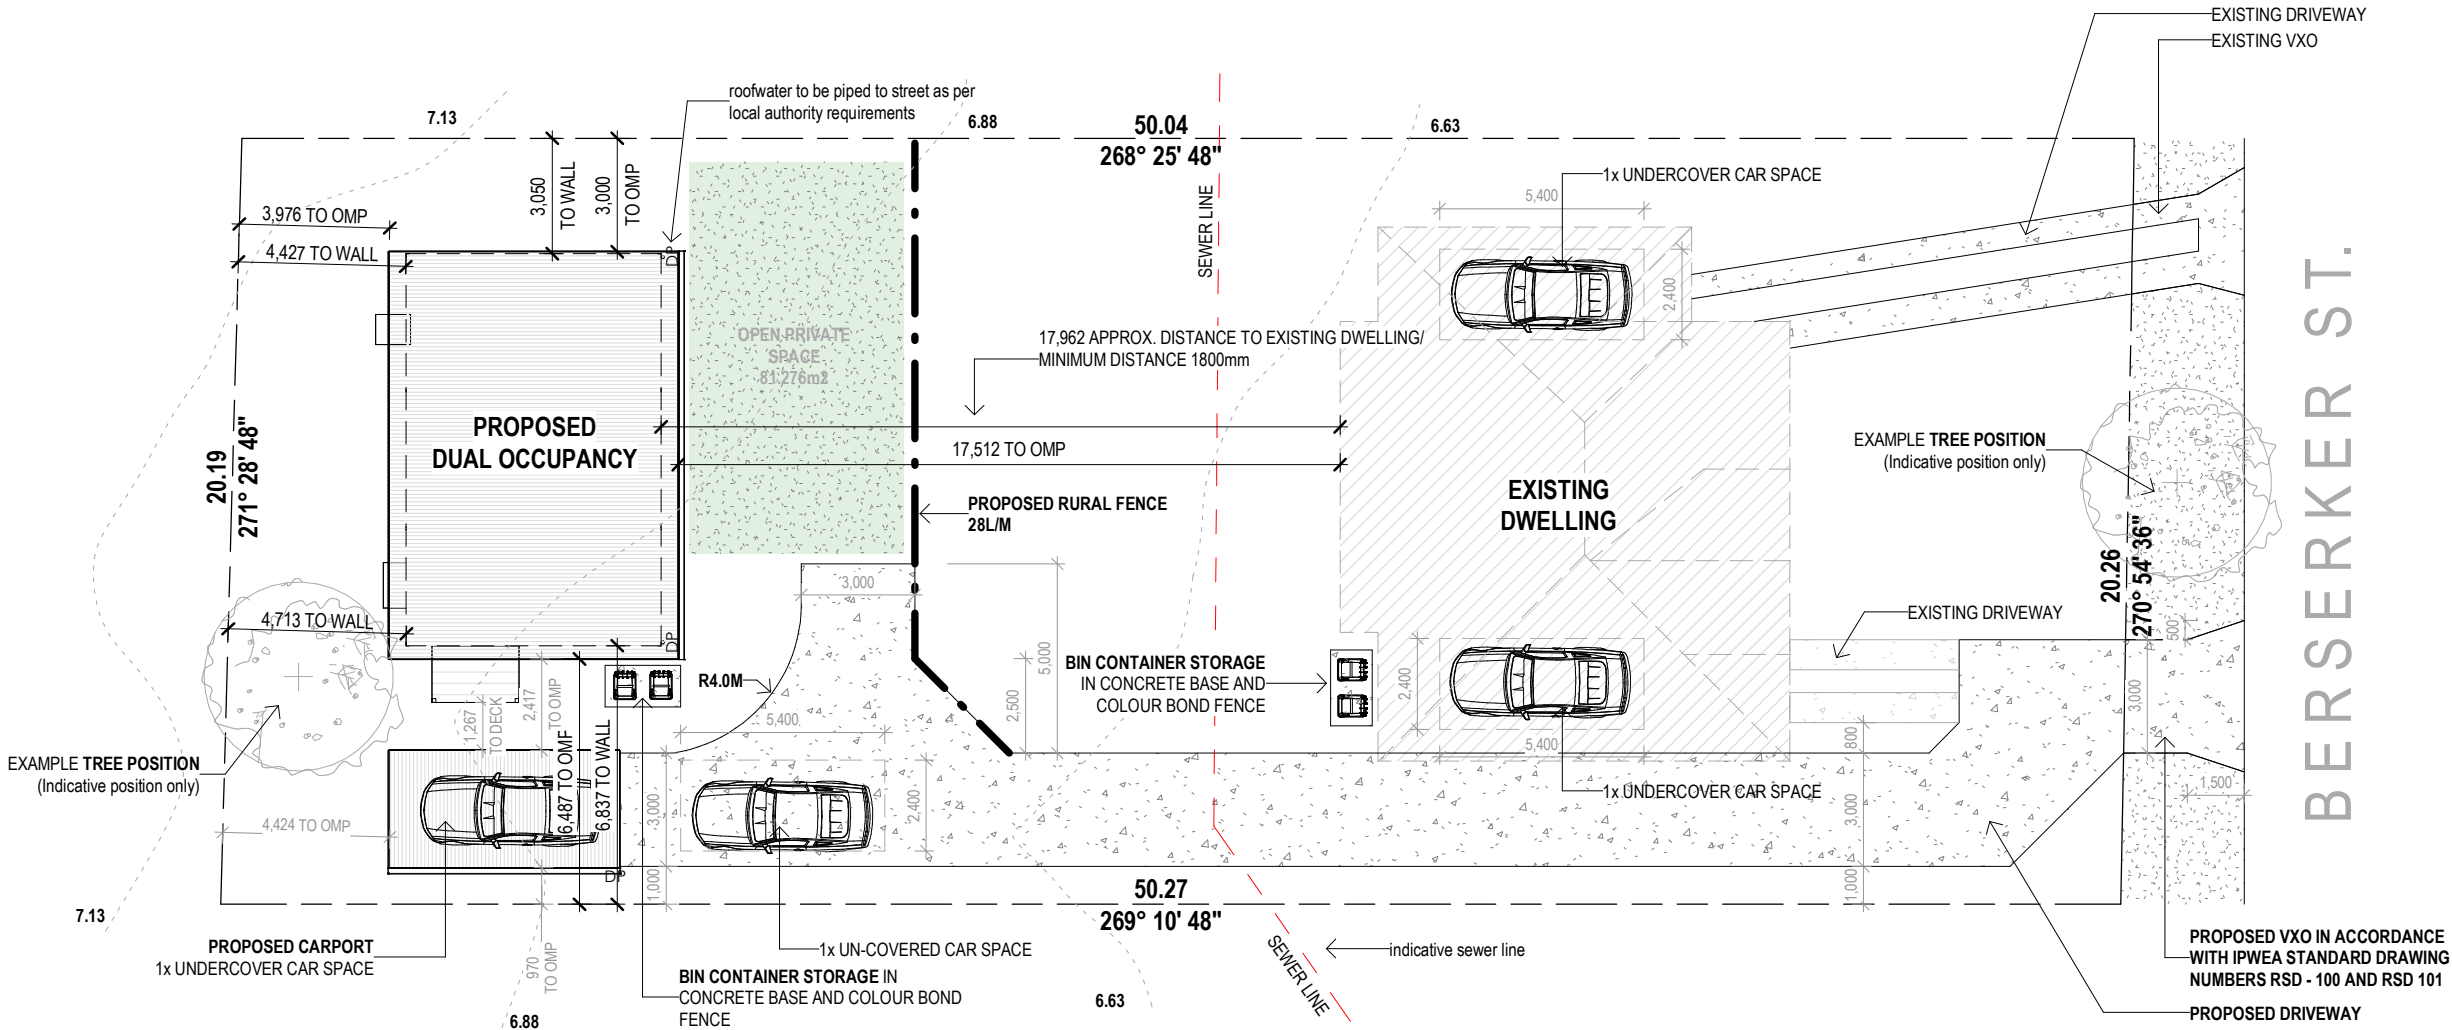 EXISTING DRIVEWAY
EXISTING VXO
roofwater to be piped to street as per
local authority requirements
7.13
6.88
50.04
268° 25' 48"
6.63
3,050
TO WALL
3,000
TO OMP
SEWER LINE
1x UNDERCOVER CAR SPACE
5,400
2,400
3,976 TO OMP
4,427 TO WALL
DP
OPEN PRIVATE
SPACE
81.276m2
17,962 APPROX. DISTANCE TO EXISTING DWELLING/
MINIMUM DISTANCE 1800mm
17,512 TO OMP
PROPOSED
DUAL OCCUPANCY
20.19
271° 28' 48"
PROPOSED RURAL FENCE
28L/M
EXISTING
DWELLING
EXAMPLE TREE POSITION
(Indicative position only)
BERSERKER ST.
20.26
270° 54' 36"
3,000
4,713 TO WALL
DP
EXISTING DRIVEWAY
500
5,000
2,500
BIN CONTAINER STORAGE
IN CONCRETE BASE AND
COLOUR BOND FENCE
2,400
5,400
R4.0M
5,400
1,267
TO DECK
2,417
TO OMP
6,487 TO OMF
6,837 TO WALL
3,000
2,400
3,000
800
3,000
1,500
EXAMPLE TREE POSITION
(Indicative position only)
1x UNDERCOVER CAR SPACE
4,424 TO OMP
DP
1,000
1,000
50.27
269° 10' 48"
7.13
PROPOSED CARPORT
1x UNDERCOVER CAR SPACE
970
TO OMP
1x UN-COVERED CAR SPACE
BIN CONTAINER STORAGE IN
CONCRETE BASE AND COLOUR BOND
FENCE
SEWER LINE
indicative sewer line
6.63
6.88
PROPOSED VXO IN ACCORDANCE
WITH IPWEA STANDARD DRAWING
NUMBERS RSD - 100 AND RSD 101
PROPOSED DRIVEWAY